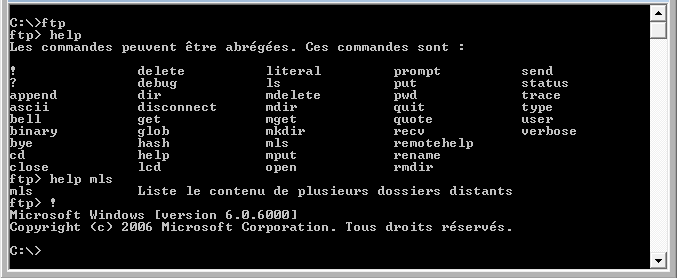 C:\>ftp
ftp> help
Les commandes peuvent être abrégées. Ces commandes sont :
! delete literal prompt send
? debug ls put status
append dir mdelete pwd trace
ascii disconnect mdir quit type
bell get mget quote user
binary glob mkdir recv verbose
bye hash mls remotehelp
cd help mput rename
close lcd open rmdir
ftp> help mls
mls Liste le contenu de plusieurs dossiers distants
ftp> !
Microsoft Windows [version 6.0.6000]
Copyright (c) 2006 Microsoft Corporation. Tous droits réservés.
C:\>